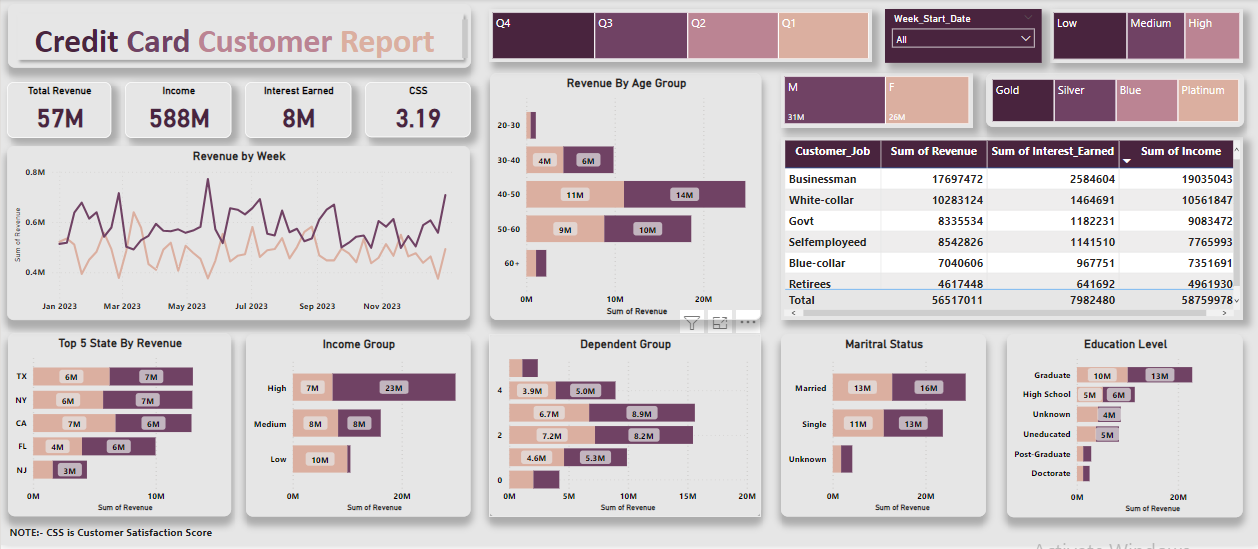 Credit Card Customer Report
Q4
Q3
Q2
Q1
Week_Start_Date
All
Low
Medium
High
Total Revenue
57M
Income
588M
Interest Earned
8M
CSS
3.19
Revenue By Age Group
20-30
30-40
4M
6M
40-50
11M
14M
50-60
9M
10M
60+
0M
10M
20M
Sum of Revenue
M
31M
F
26M
Gold
Silver
Blue
Platinum
Revenue by Week
Sum of Revenue
0.8M
0.6M
0.4M
Jan 2023
Mar 2023
May 2023
Jul 2023
Sep 2023
Nov 2023
Customer_Job Sum of Revenue Sum of Interest_Earned Sum of Income
Businessman 17697472 2584604 19035043
White-collar 10283124 1464691 10561847
Govt 8335534 1182231 9083472
Selfemployeed 8542826 1141510 7765993
Blue-collar 7040606 967751 7351691
Retirees 4617448 641692 4961930
Total 56517011 7982480 58759978
Top 5 State By Revenue
TX
6M
7M
NY
6M
7M
CA
7M
6M
FL
4M
6M
NJ
3M
0M
10M
Sum of Revenue
Income Group
High
7M
23M
Medium
8M
8M
Low
10M
0M
20M
Sum of Revenue
Dependent Group
4
3.9M
5.0M
6.7M
8.9M
2
7.2M
8.2M
4.6M
5.3M
0
0M
5M
10M
15M
20M
Sum of Revenue
Maritral Status
Married
13M
16M
Single
11M
13M
Unknown
0M
20M
Sum of Revenue
Education Level
Graduate
10M
13M
High School
5M
6M
Unknown
4M
Uneducated
5M
Post-Graduate
Doctorate
0M
20M
Sum of Revenue
NOTE:- CSS is Customer Satisfaction Score